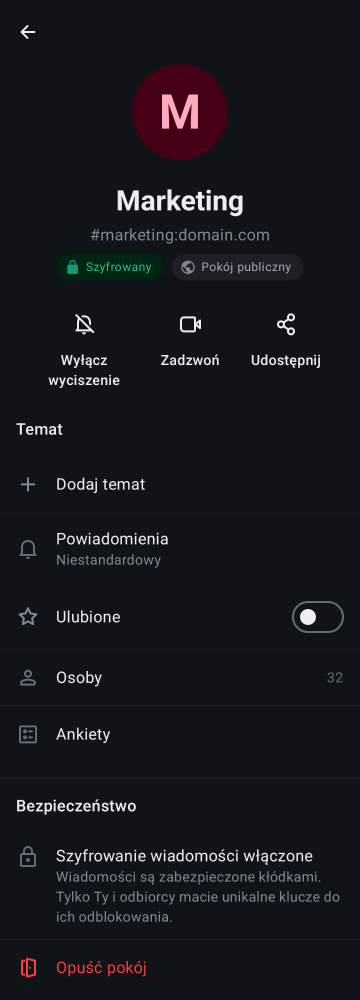 M
Marketing
#marketing:domain.com
Szyfrowany
Pokój publiczny
Wyłącz
wyciszenie
Zadzwoń
Udostępnij
Temat
Dodaj temat
Powiadomienia
Niestandardowy
Ulubione
Osoby 32
Ankiety
Bezpieczeństwo
Szyfrowanie wiadomości włączone
Wiadomości są zabezpieczone kłódkami.
Tylko Ty i odbiorcy macie unikalne klucze do
ich odblokowania.
Opuść pokój